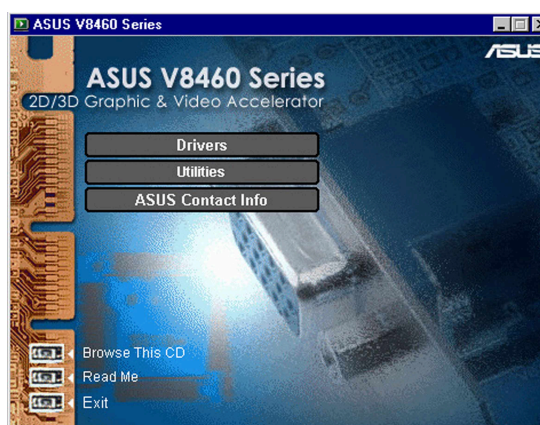 ASUS V8460 Series
ASUS
ASUS V8460 Series
2D/3D Graphic & Video Accelerator
Drivers
Utilities
ASUS Contact Info
Browse This CD
Read Me
Exit